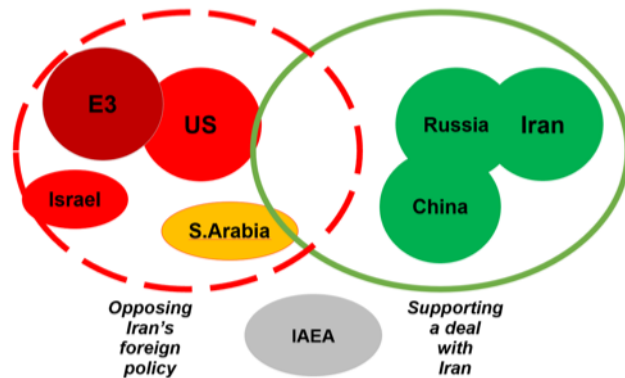 E3
US
Russia
Iran
Israel
China
S.Arabia
Opposing
Iran's
foreign
policy
IAEA
Supporting
a deal
with
Iran